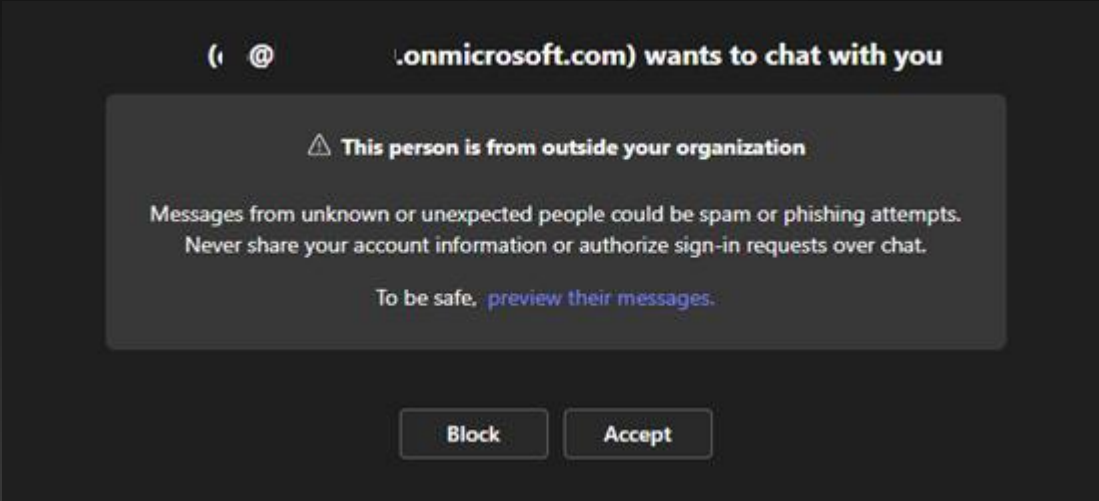 @ .onmicrosoft.com) wants to chat with you
This person is from outside your organization
Messages from unknown or unexpected people could be spam or phishing attempts.
Never share your account information or authorize sign-in requests over chat.
To be safe, preview their messages.
Block
Accept